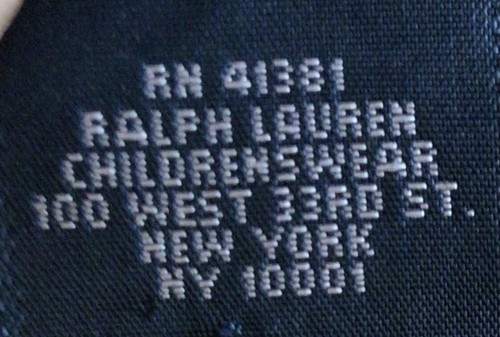 RN 41381
RALPH LAUREN
CHILDRENSWEAR
100 WEST 33RD ST.
NEW YORK
NY 10001